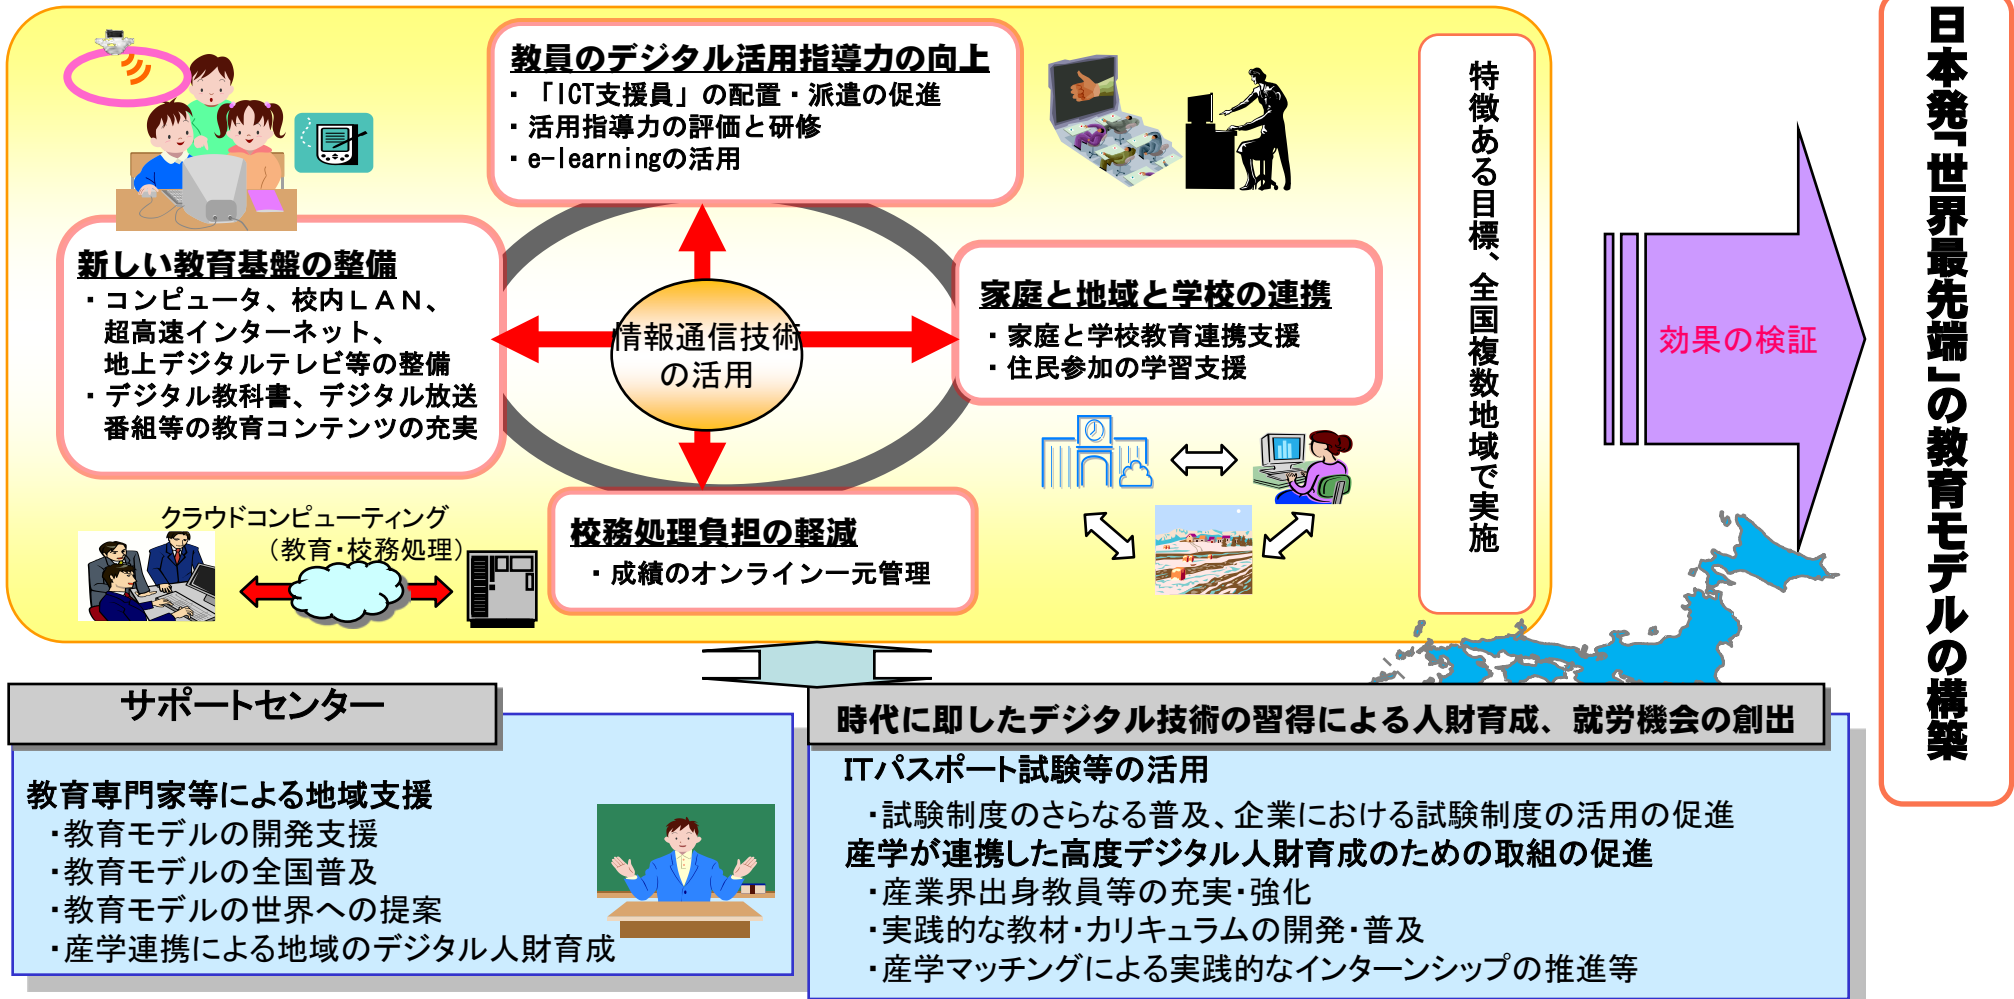 教員のデジタル活用指導力の向上
・「ICT支援員」の配置・派遣の促進
・活用指導力の評価と研修
・e-learningの活用
新しい教育基盤の整備
・コンピュータ、校内ＬＡＮ、
超高速インターネット、
地上デジタルテレビ等の整備
・デジタル教科書、デジタル放送
番組等の教育コンテンツの充実
情報通信技術
の活用
家庭と地域と学校の連携
・家庭と学校教育連携支援
・住民参加の学習支援
校務処理負担の軽減
・成績のオンライン一元管理
クラウドコンピューティング
（教育・校務処理）
特徴ある目標、全国複数地域で実施
効果の検証
日本発「世界最先端」の教育モデルの構築
サポートセンター
教育専門家等による地域支援
・教育モデルの開発支援
・教育モデルの全国普及
・教育モデルの世界への提案
・産学連携による地域のデジタル人財育成
時代に即したデジタル技術の習得による人財育成、就労機会の創出
ITパスポート試験等の活用
・試験制度のさらなる普及、企業における試験制度の活用の促進
産学が連携した高度デジタル人財育成のための取組の促進
・産業界出身教員等の充実・強化
・実践的な教材・カリキュラムの開発・普及
・産学マッチングによる実践的なインターンシップの推進等